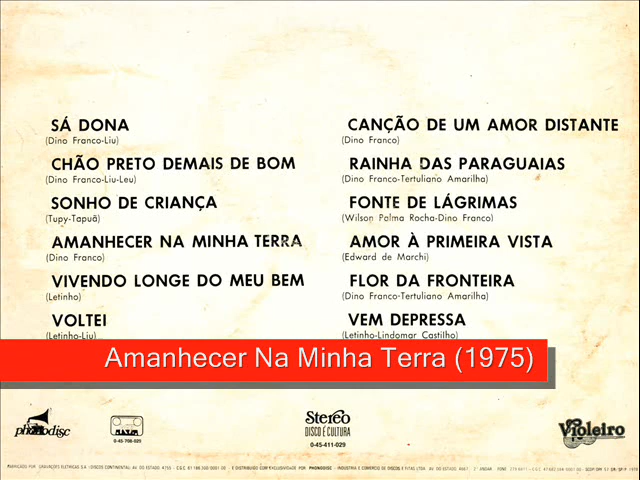 SÁ DONA
(Dino Franco-Liu)
CHÃO PRETO DEMAIS DE BOM
(Dino Franco-Liu-Leu)
SONHO DE CRIANÇA
(Tupy-Tapuã)
AMANHECER NA MINHA TERRA
(Dino Franco)
VIVENDO LONGE DO MEU BEM
(Letinho)
VOLTEI
(Letinho-Liu)
CANÇÃO DE UM AMOR DISTANTE
(Dino Franco)
RAINHA DAS PARAGUAIAS
(Dino Franco-Tertuliano Amarilha)
FONTE DE LÁGRIMAS
(Wilson Palma Rocha-Dino Franco)
AMOR À PRIMEIRA VISTA
(Edward de Marchi)
FLOR DA FRONTEIRA
(Dino Franco-Tertuliano Amarilha)
VEM DEPRESSA
(Letinho-Lindomar Castilho)
Amanhecer Na Minha Terra (1975)
phonodisc
0-45-708-025
Stereo
DISCO É CULTURA
0-45-411-029
Violeiro